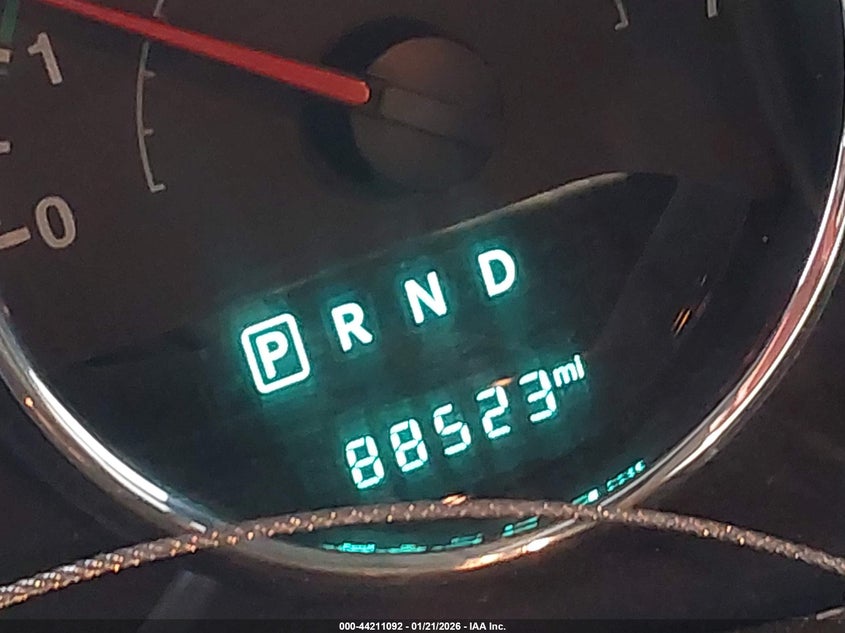 1
0
P R N D
88523 mi
000-44211092 - 01/21/2026 - IAA Inc.